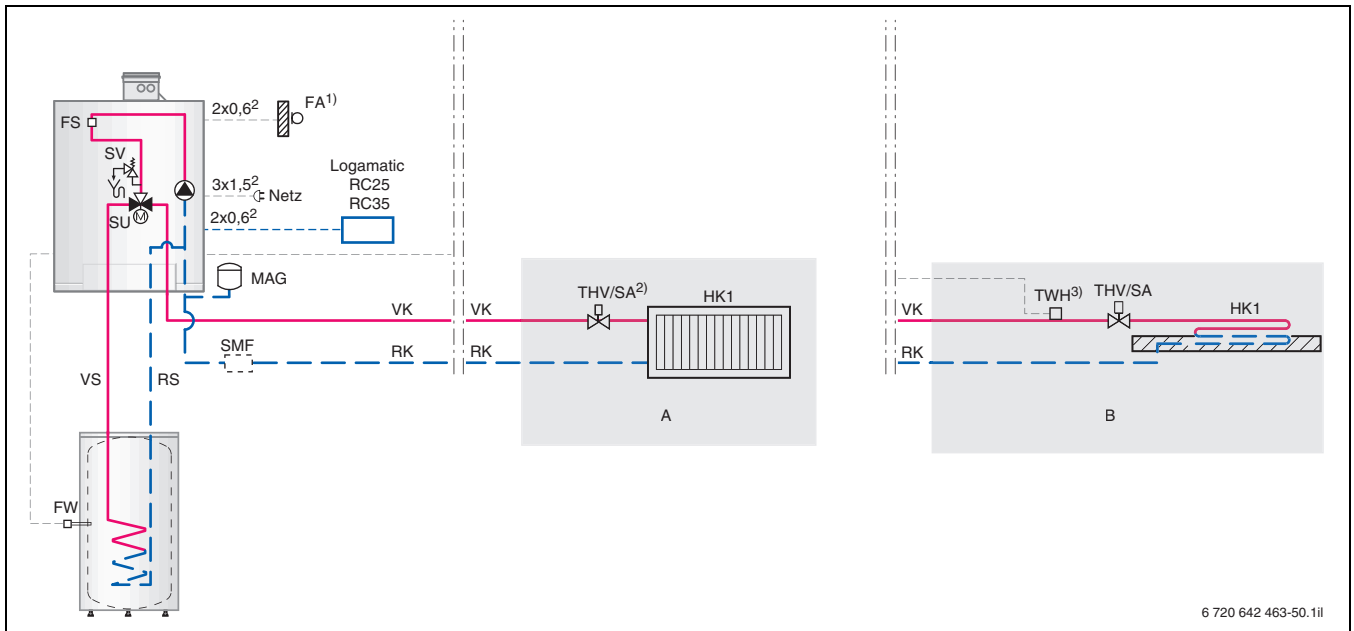 FS
SV
SU
M
2x0,6²
FA¹⁾
3x1,5²
Netz
2x0,6²
Logamatic
RC25
RC35
MAG
SMF
VS
RS
FW
VK
VK
RK
RK
THV/SA²⁾
HK1
A
VK
RK
TWH³⁾
THV/SA
HK1
B
6 720 642 463-50.1il